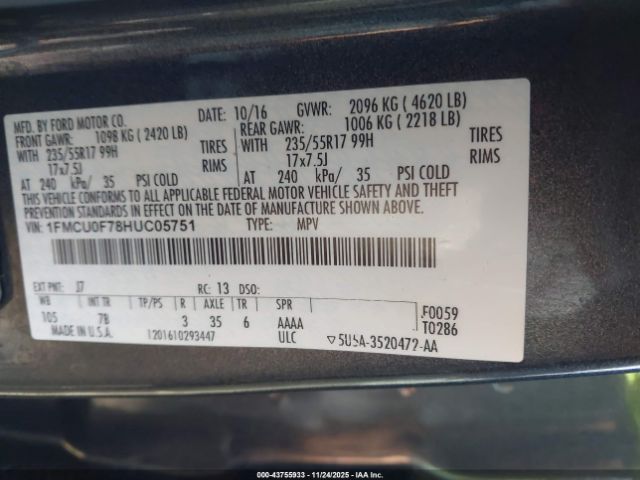 MFD. BY FORD MOTOR CO. DATE: 10/16 GVWR: 2096 KG ( 4620 LB)
FRONT GAWR: 1098 KG ( 2420 LB) REAR GAWR: 1006 KG ( 2218 LB)
WITH 235/55R17 99H TIRES WITH 235/55R17 99H TIRES
17x7.5J RIMS 17x7.5J RIMS
AT 240 kPa/ 35 PSI COLD AT 240 kPa/ 35 PSI COLD
THIS VEHICLE CONFORMS TO ALL APPLICABLE FEDERAL MOTOR VEHICLE SAFETY AND THEFT
PREVENTION STANDARDS IN EFFECT ON THE DATE OF MANUFACTURE SHOWN ABOVE.
VIN: 1FMCU0F78HUC05751 TYPE: MPV
EXT PNT: J7 RC: 13 DSO:
WB INT TR TP/PS R AXLE TR SPR
105 7B 3 35 6 AAAA F0059
MADE IN U.S.A. 1201610293447 ULC T0286
▽5U5A-3520472-AA
000-43755933 - 11/24/2025 - IAA Inc.